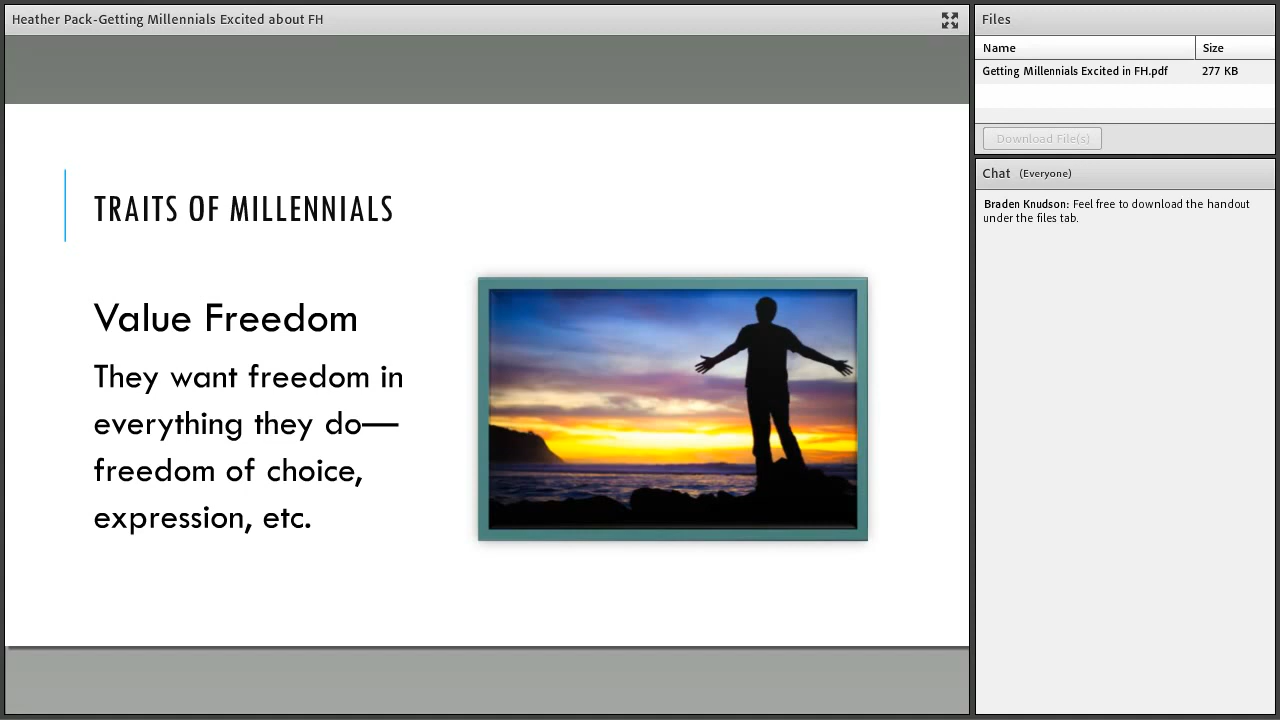 Heather Pack-Getting Millennials Excited about FH
TRAITS OF MILLENNIALS
Value Freedom
They want freedom in
everything they do—
freedom of choice,
expression, etc.
Files
Name Size
Getting Millennials Excited in FH.pdf 277 KB
Download File(s)
Chat (Everyone)
Braden Knudson: Feel free to download the handout
under the files tab.